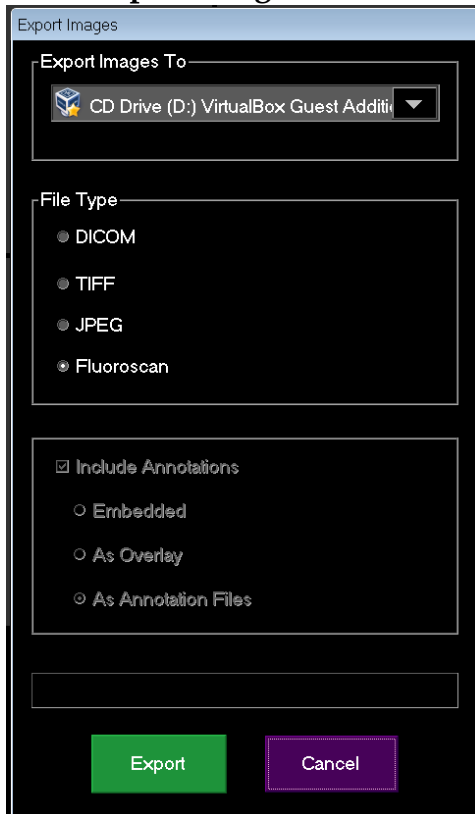 Export Images
Export Images To
CD Drive (D:) VirtualBox Guest Additi
File Type
DICOM
TIFF
JPEG
Fluoroscan
Include Annotations
Embedded
As Overlay
As Annotation Files
Export
Cancel